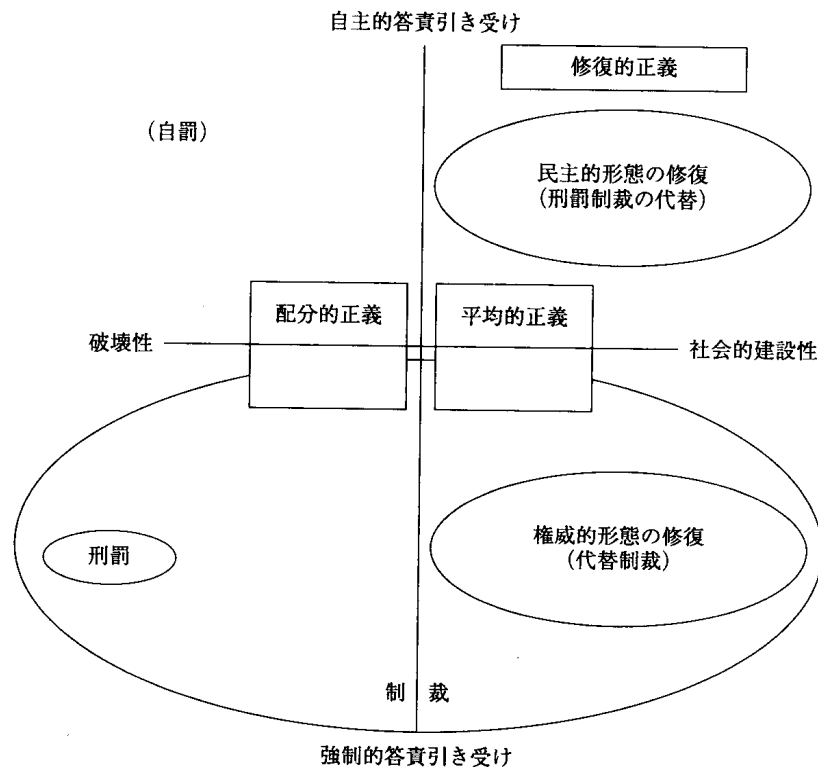 自主的答責引き受け
修復的正義
(自罰)
民主的形態の修復
(刑罰制裁の代替)
配分的正義
平均的正義
破壊性
社会的建設性
刑罰
権威的形態の修復
(代替制裁)
制裁
強制的答責引き受け